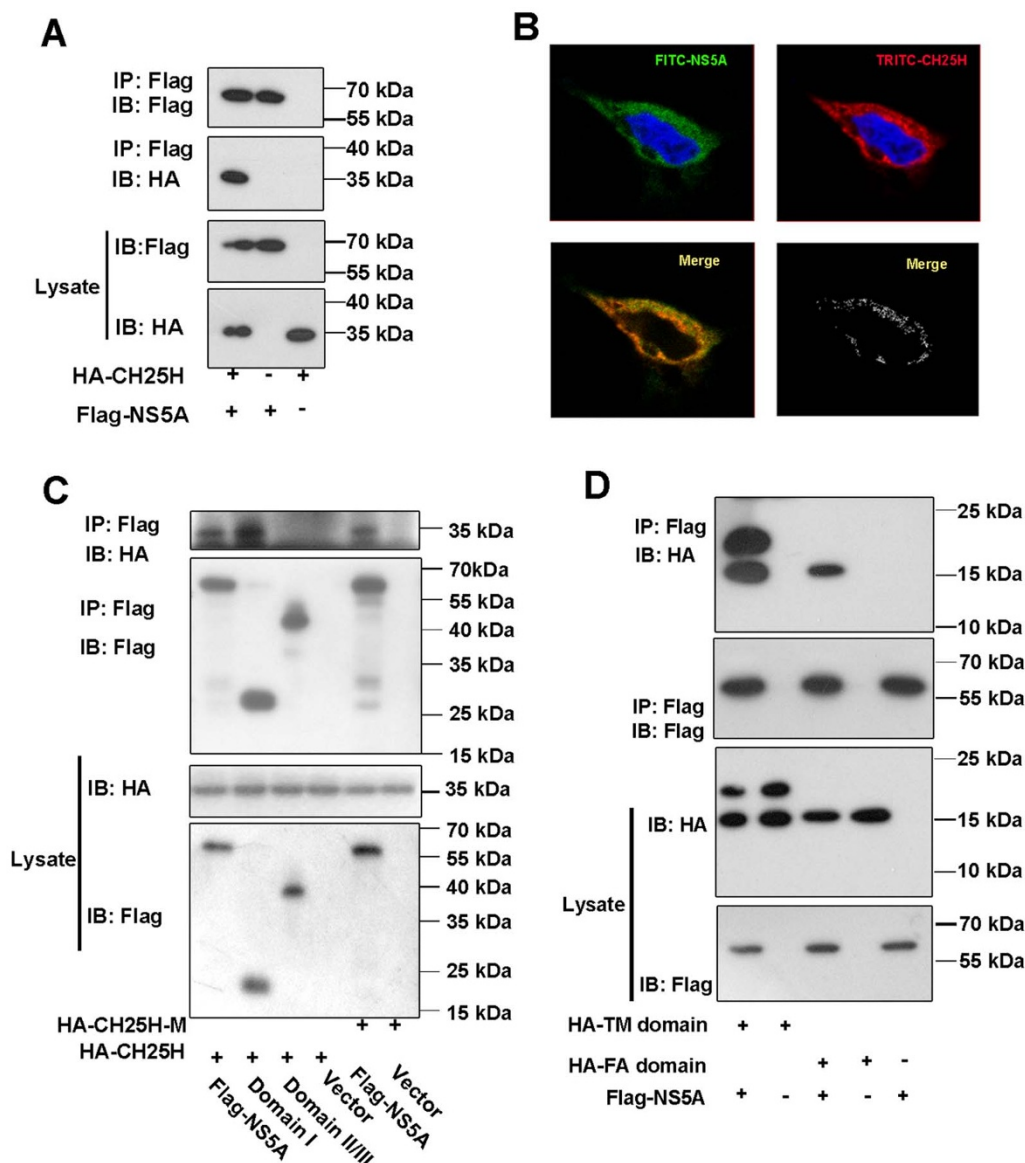 A
IP: Flag
IB: Flag
70 kDa
55 kDa
IP: Flag
IB: HA
40 kDa
35 kDa
Lysate
IB:Flag
70 kDa
55 kDa
IB: HA
40 kDa
35 kDa
HA-CH25H + - +
Flag-NS5A + + -
B
FITC-NS5A
TRITC-CH25H
Merge
Merge
C
IP: Flag
IB: HA
35 kDa
IP: Flag
IB: Flag
70kDa
55 kDa
40 kDa
35 kDa
25 kDa
15 kDa
Lysate
IB: HA
35 kDa
IB: Flag
70 kDa
55 kDa
40 kDa
35 kDa
25 kDa
15 kDa
HA-CH25H-M + +
HA-CH25H + + + +
Flag-NS5A
Domain I
Domain II/III
Vector
Flag-NS5A
Vector
D
IP: Flag
IB: HA
25 kDa
15 kDa
10 kDa
IP: Flag
IB: Flag
70 kDa
55 kDa
Lysate
IB: HA
25 kDa
15 kDa
10 kDa
IB: Flag
70 kDa
55 kDa
HA-TM domain + +
HA-FA domain + + -
Flag-NS5A + - + - +